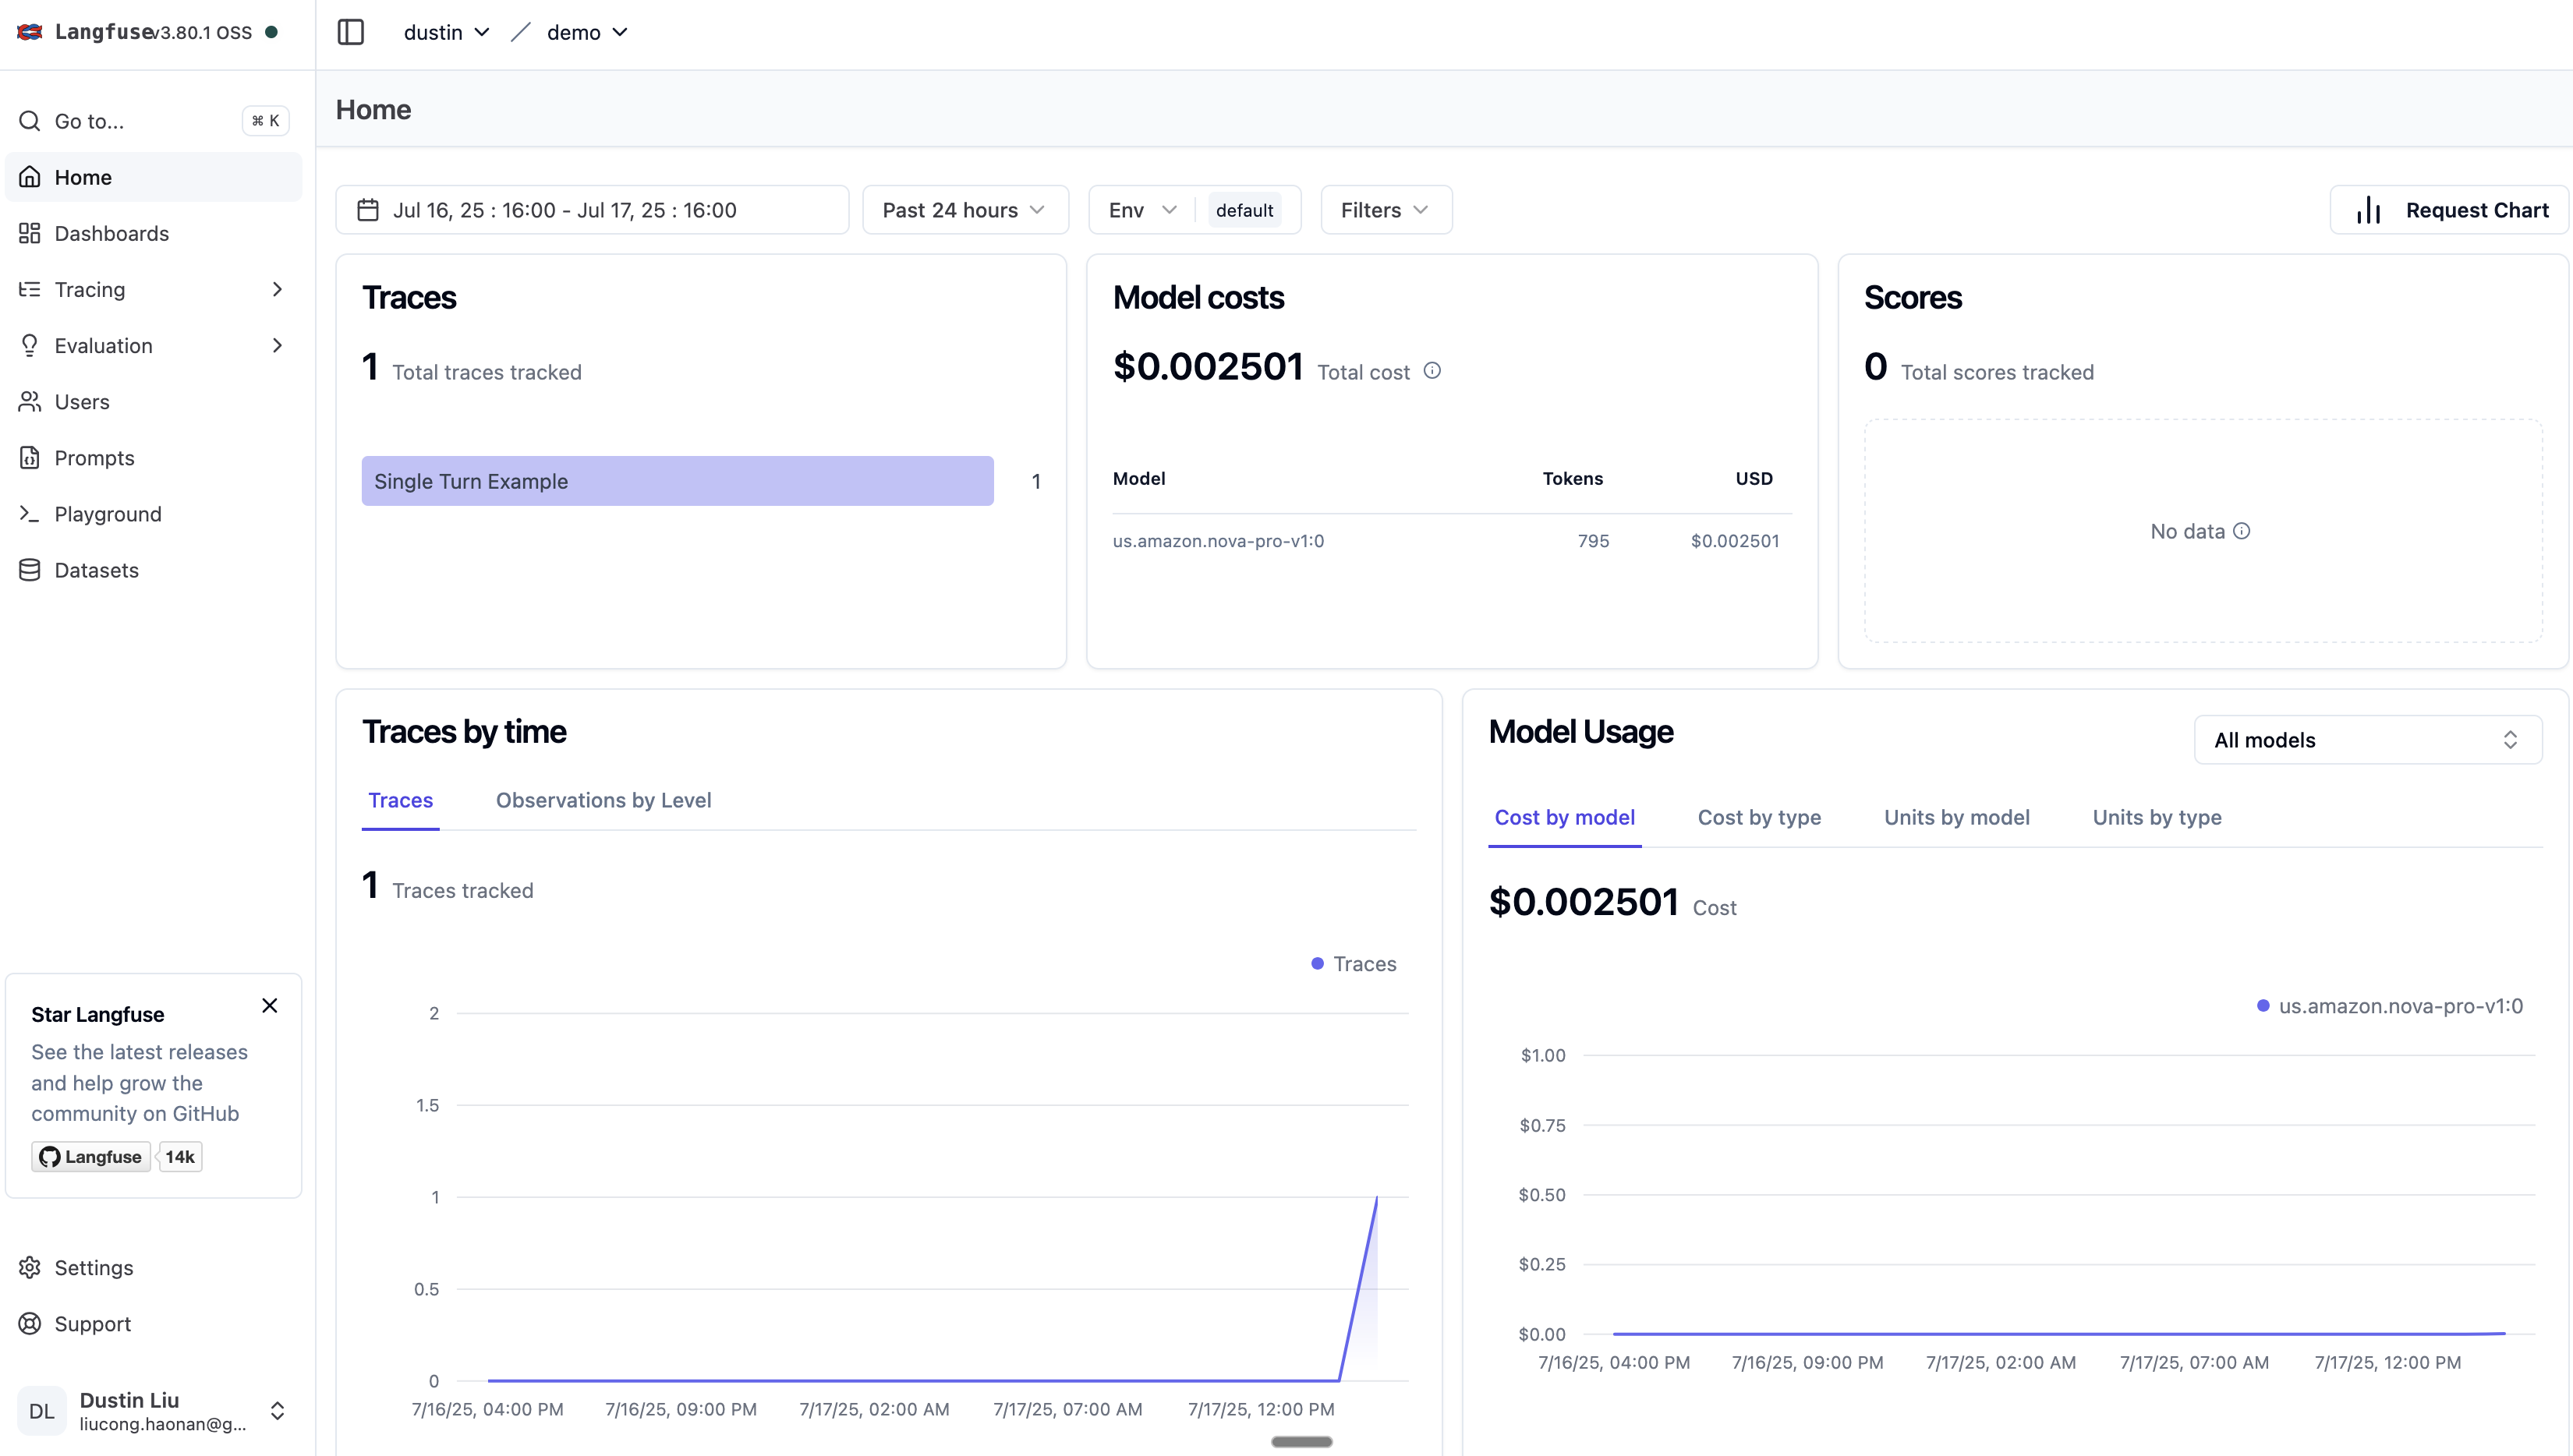 Langfuse v3.80.1 OSS
dustin / demo
Go to... ⌘ K
Home
Dashboards
Tracing
Evaluation
Users
Prompts
Playground
Datasets
Star Langfuse
See the latest releases
and help grow the
community on GitHub
Langfuse 14k
Settings
Support
DL
Dustin Liu
liucong.haonan@g...
Home
Jul 16, 25 : 16:00 - Jul 17, 25 : 16:00
Past 24 hours
Env default
Filters
Request Chart
Traces
1 Total traces tracked
Single Turn Example 1
Model costs
$0.002501 Total cost
Model Tokens USD
us.amazon.nova-pro-v1:0 795 $0.002501
Scores
0 Total scores tracked
No data
Traces by time
Traces Observations by Level
1 Traces tracked
Traces
2
1.5
1
0.5
0
7/16/25, 04:00 PM 7/16/25, 09:00 PM 7/17/25, 02:00 AM 7/17/25, 07:00 AM 7/17/25, 12:00 PM
Model Usage
All models
Cost by model Cost by type Units by model Units by type
$0.002501 Cost
us.amazon.nova-pro-v1:0
$1.00
$0.75
$0.50
$0.25
$0.00
7/16/25, 04:00 PM 7/16/25, 09:00 PM 7/17/25, 02:00 AM 7/17/25, 07:00 AM 7/17/25, 12:00 PM